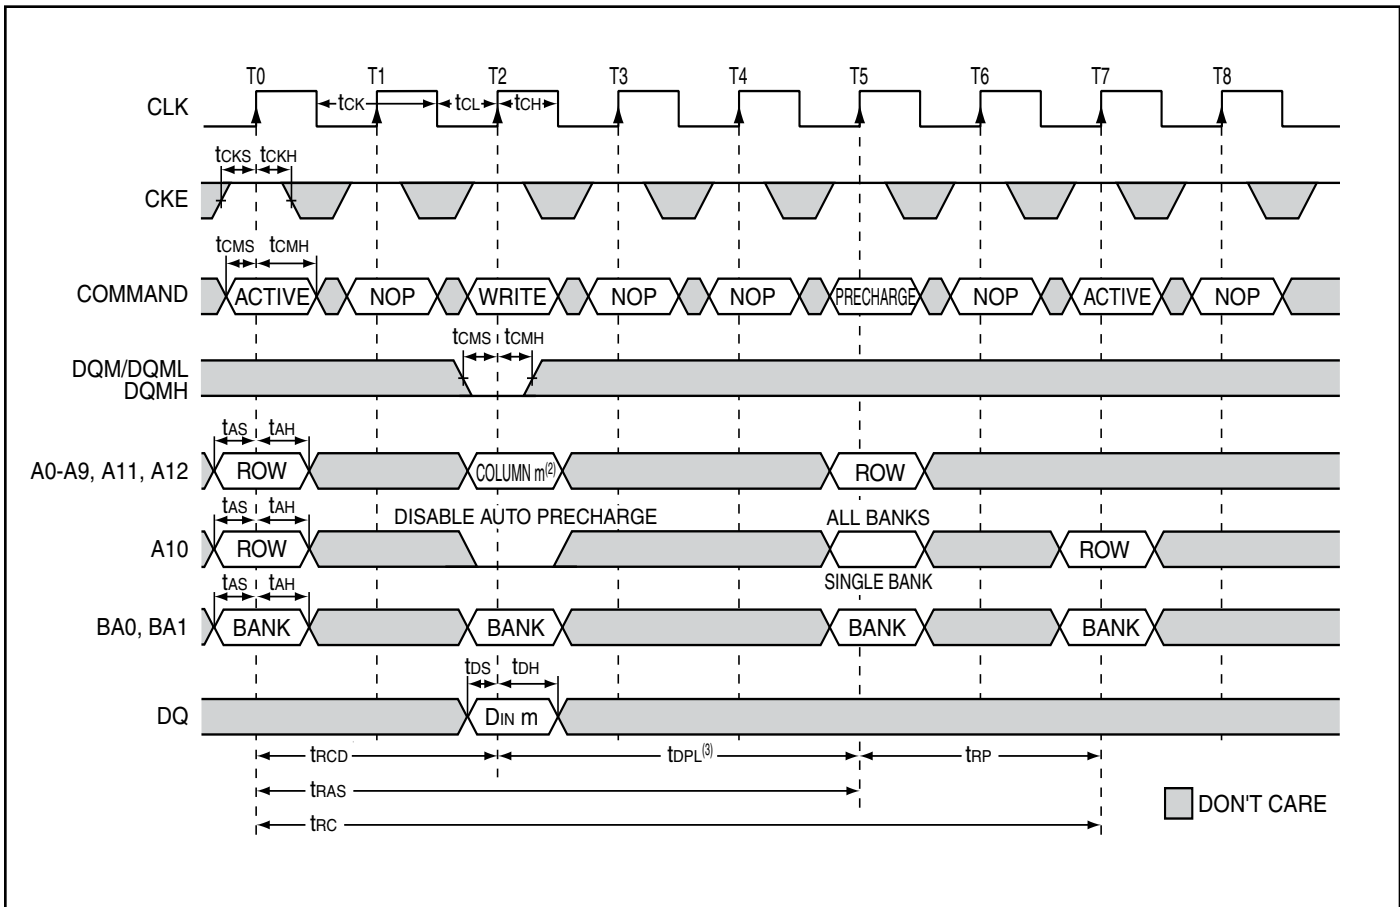 T0 T1 T2 T3 T4 T5 T6 T7 T8
CLK tCK tCL tCH
tCKS tCKH
CKE
tCMS tCMH
COMMAND ACTIVE NOP WRITE NOP NOP PRECHARGE NOP ACTIVE NOP
tCMS tCMH
DQM/DQML
DQMH
tAS tAH
A0-A9, A11, A12 ROW COLUMN m(2) ROW
tAS tAH DISABLE AUTO PRECHARGE ALL BANKS
A10 ROW ROW
tAS tAH SINGLE BANK
BA0, BA1 BANK BANK BANK BANK
tDS tDH
DQ DIN m
tRCD tDPL(3) tRP
tRAS
tRC
DON'T CARE